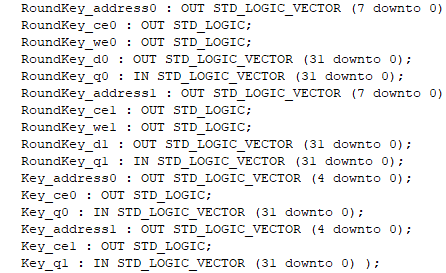 RoundKey_address0 : OUT STD_LOGIC_VECTOR (7 downto 0)
RoundKey_ce0 : OUT STD_LOGIC;
RoundKey_we0 : OUT STD_LOGIC;
RoundKey_d0 : OUT STD_LOGIC_VECTOR (31 downto 0);
RoundKey_q0 : IN STD_LOGIC_VECTOR (31 downto 0);
RoundKey_address1 : OUT STD_LOGIC_VECTOR (7 downto 0)
RoundKey_ce1 : OUT STD_LOGIC;
RoundKey_we1 : OUT STD_LOGIC;
RoundKey_d1 : OUT STD_LOGIC_VECTOR (31 downto 0);
RoundKey_q1 : IN STD_LOGIC_VECTOR (31 downto 0);
Key_address0 : OUT STD_LOGIC_VECTOR (4 downto 0);
Key_ce0 : OUT STD_LOGIC;
Key_q0 : IN STD_LOGIC_VECTOR (31 downto 0);
Key_address1 : OUT STD_LOGIC_VECTOR (4 downto 0);
Key_ce1 : OUT STD_LOGIC;
Key_q1 : IN STD_LOGIC_VECTOR (31 downto 0) );